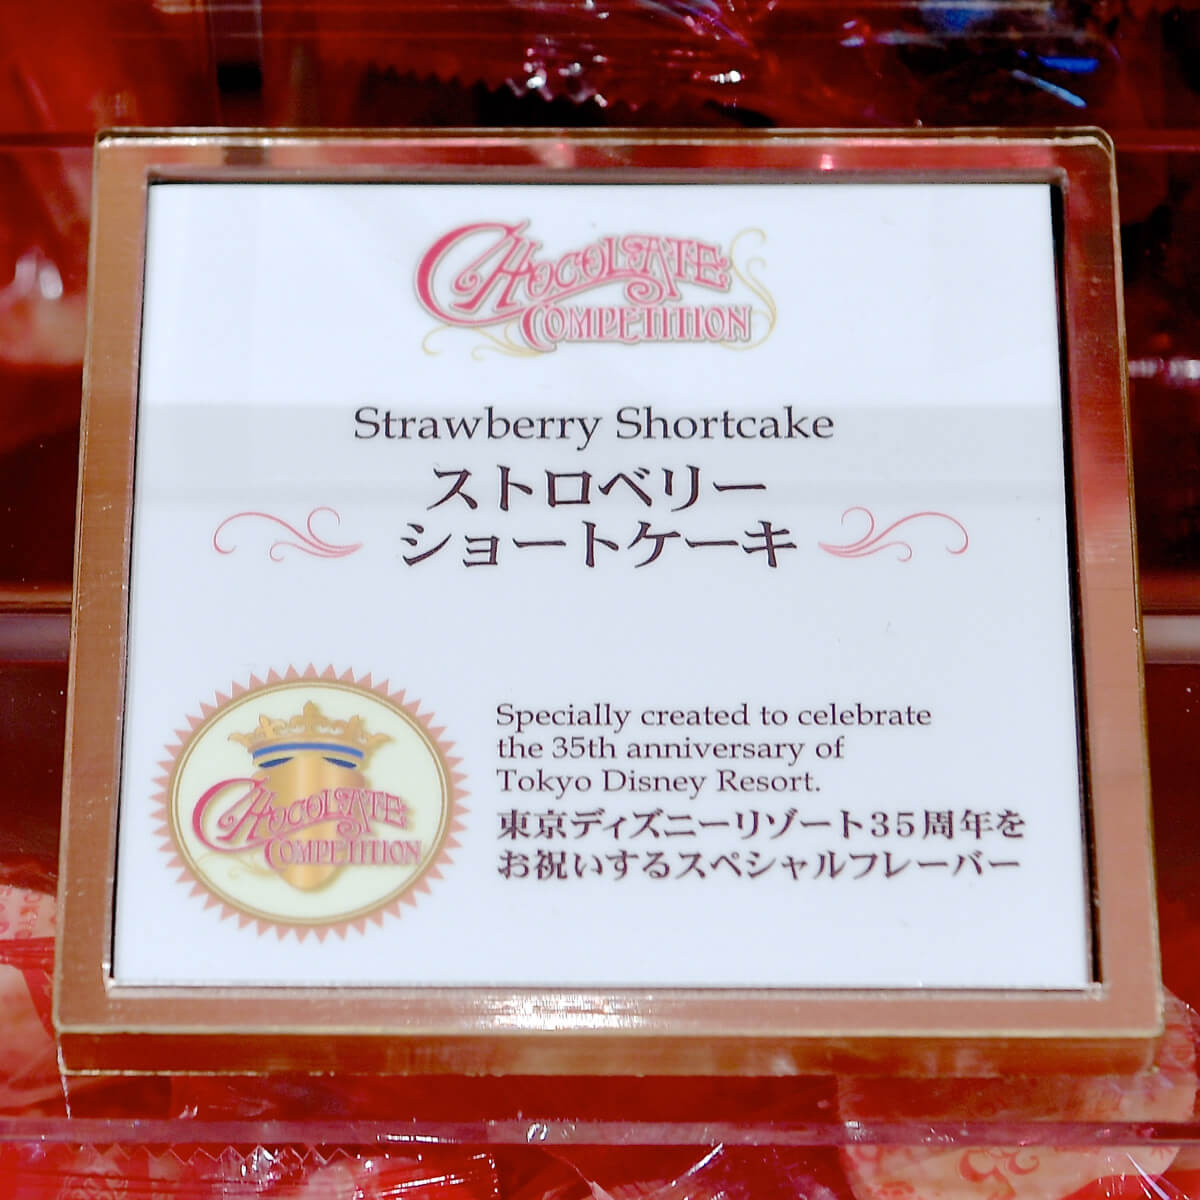 CHOCOLATE
COMPETITION
Strawberry Shortcake
ストロベリー
ショートケーキ
CHOCOLATE
COMPETITION
Specially created to celebrate
the 35th anniversary of
Tokyo Disney Resort.
東京ディズニーリゾート35周年を
お祝いするスペシャルフレーバー